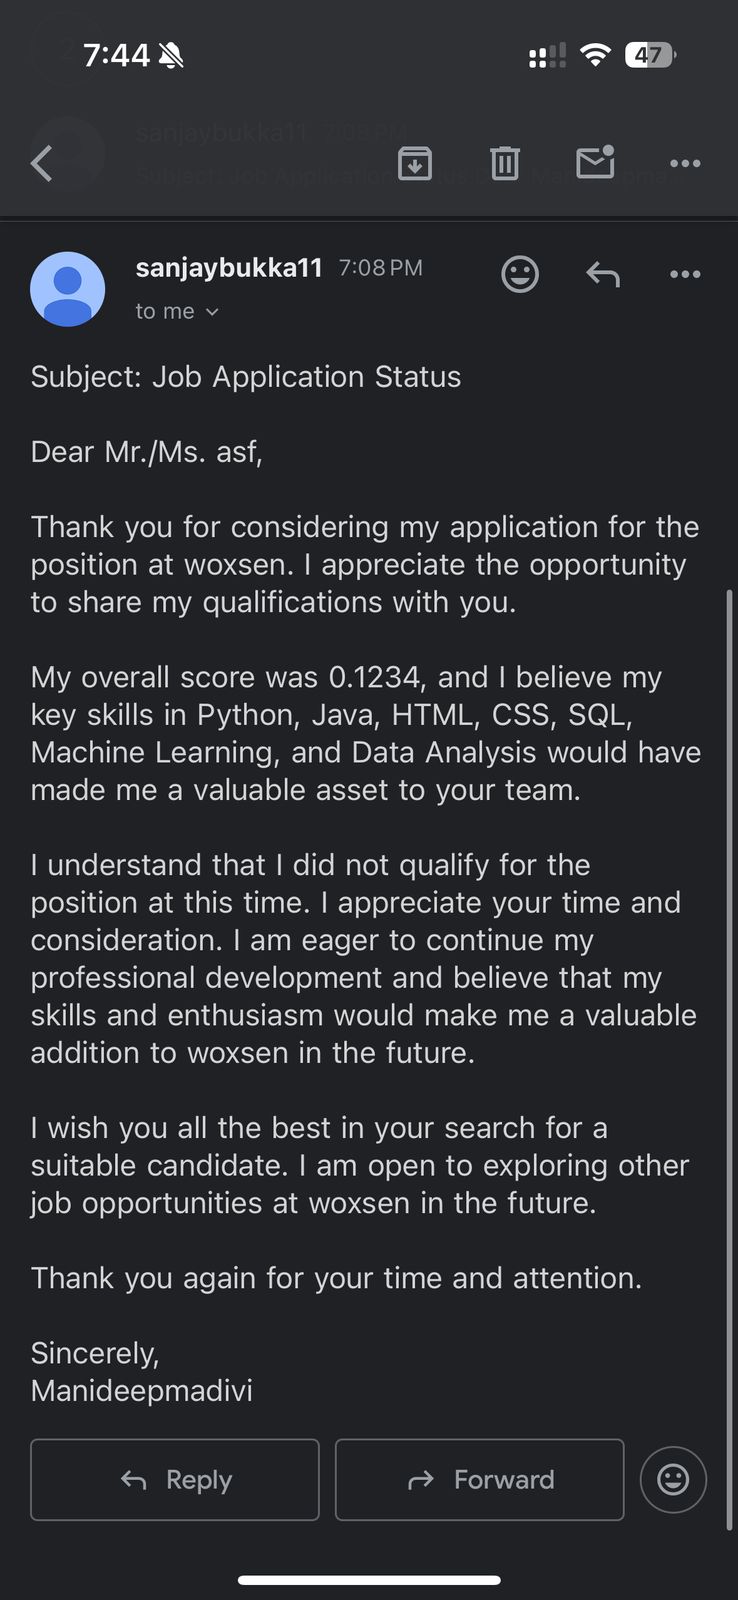 7:44
47
sanjaybukka11 7:08 PM
sanjaybukka11 7:08 PM
to me
Subject: Job Application Status
Dear Mr./Ms. asf,
Thank you for considering my application for the
position at woxsen. I appreciate the opportunity
to share my qualifications with you.
My overall score was 0.1234, and I believe my
key skills in Python, Java, HTML, CSS, SQL,
Machine Learning, and Data Analysis would have
made me a valuable asset to your team.
I understand that I did not qualify for the
position at this time. I appreciate your time and
consideration. I am eager to continue my
professional development and believe that my
skills and enthusiasm would make me a valuable
addition to woxsen in the future.
I wish you all the best in your search for a
suitable candidate. I am open to exploring other
job opportunities at woxsen in the future.
Thank you again for your time and attention.
Sincerely,
Manideepmadivi
Reply
Forward